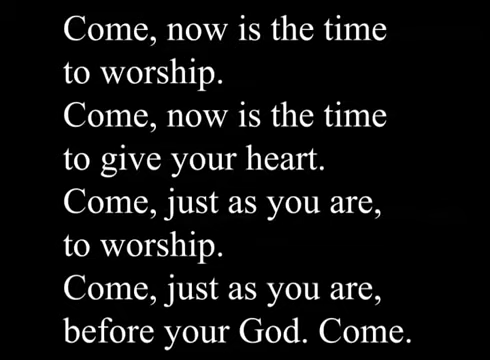 Come, now is the time
to worship.
Come, now is the time
to give your heart.
Come, just as you are,
to worship.
Come, just as you are,
before your God. Come.